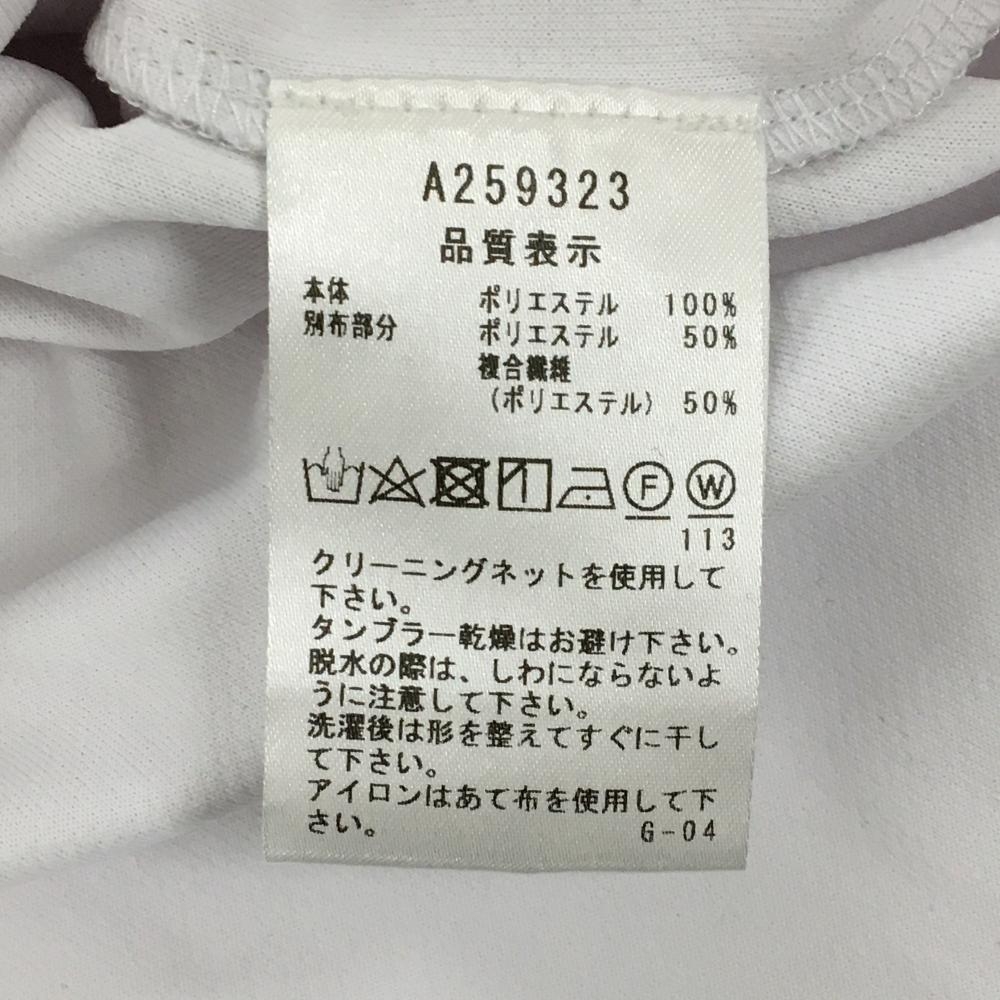 A259323
品質表示
本体 ポリエステル 100%
別布部分 ポリエステル 50%
複合繊維
(ポリエステル) 50%
F W
113
クリーニングネットを使用して
下さい。
タンブラー乾燥はお避け下さい。
脱水の際は、しわにならないよ
うに注意して下さい。
洗濯後は形を整えてすぐに干し
て下さい。
アイロンはあて布を使用して下
さい。 G-04